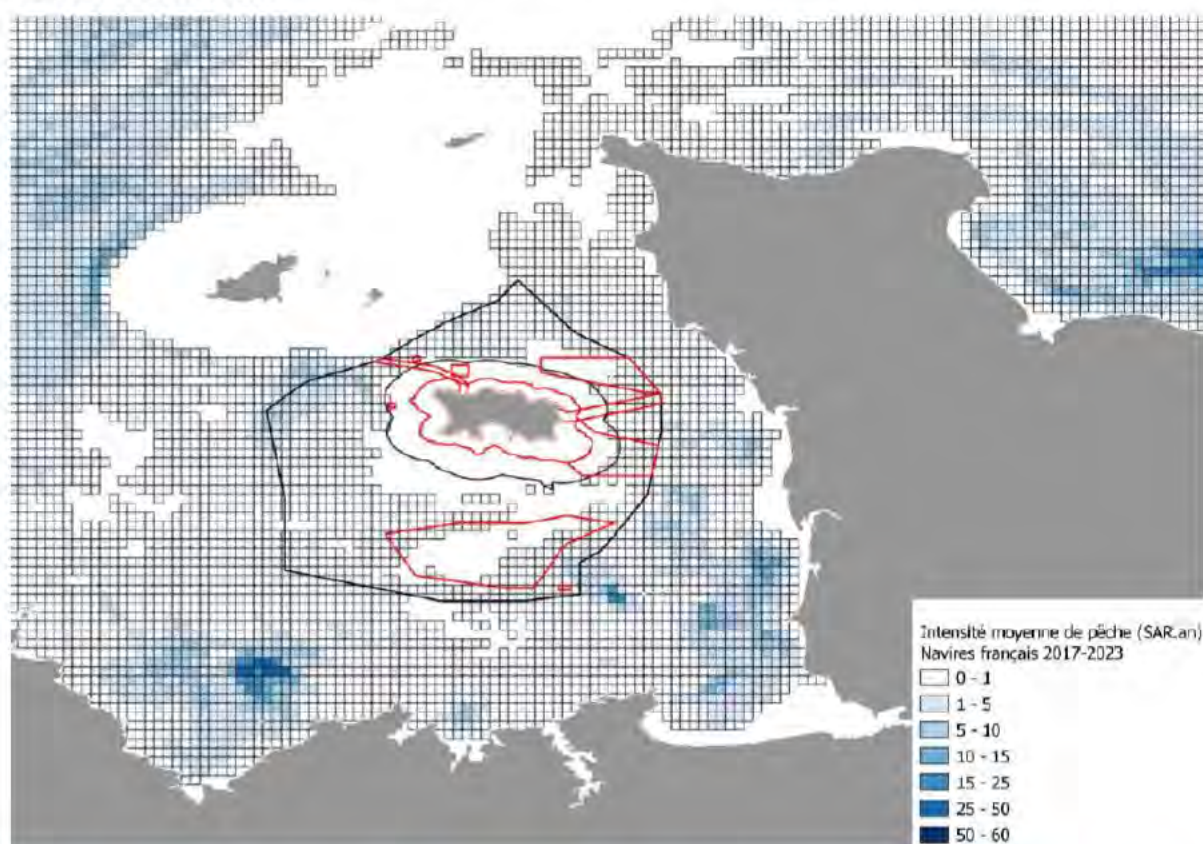 Intensité moyenne de pêche (SAR.an)
Navires français 2017-2023
0 - 1
1 - 5
5 - 10
10 - 15
15 - 25
25 - 50
50 - 60